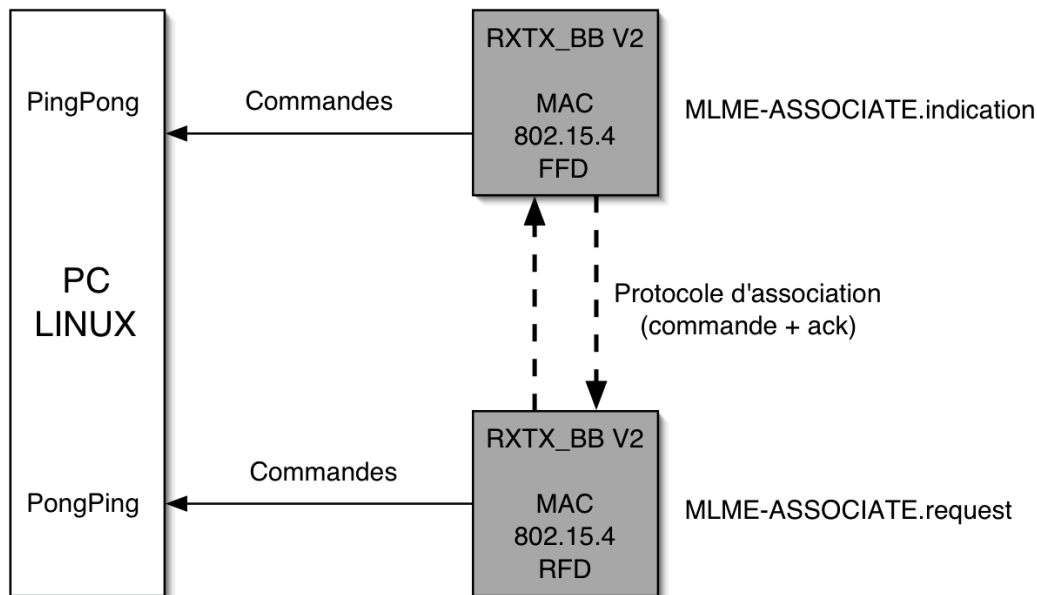 RXTX_BB V2
PingPong
Commandes
MAC
802.15.4
FFD
MLME-ASSOCIATE.indication
PC
LINUX
Protocole d'association
(commande + ack)
RXTX_BB V2
PongPing
Commandes
MAC
802.15.4
RFD
MLME-ASSOCIATE.request